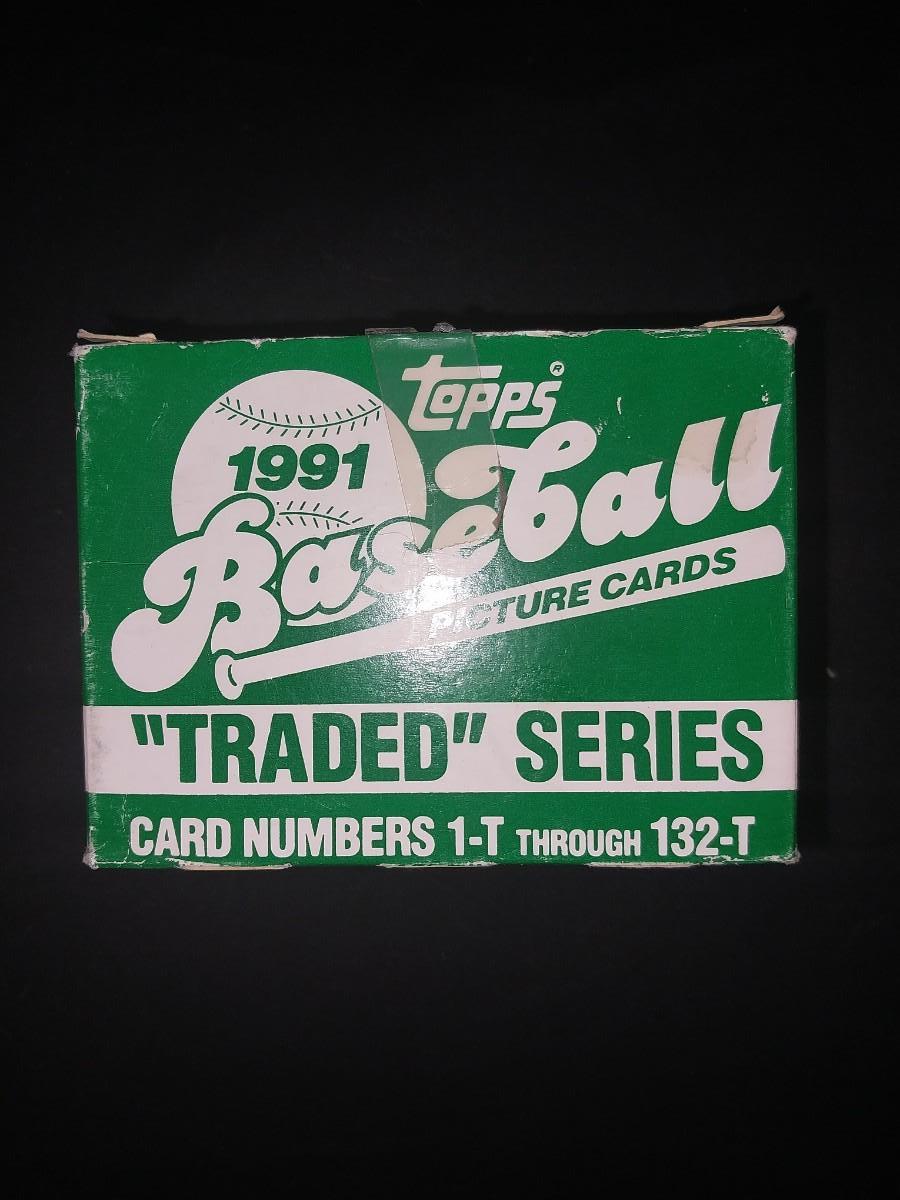 Topps®
1991
Baseball
PICTURE CARDS
"TRADED" SERIES
CARD NUMBERS 1-T THROUGH 132-T